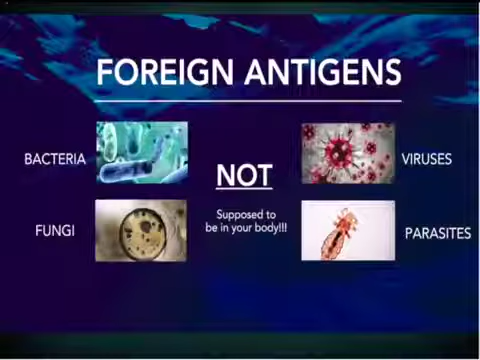 FOREIGN ANTIGENS
BACTERIA
NOT
VIRUSES
FUNGI
Supposed to
be in your body!!!
PARASITES